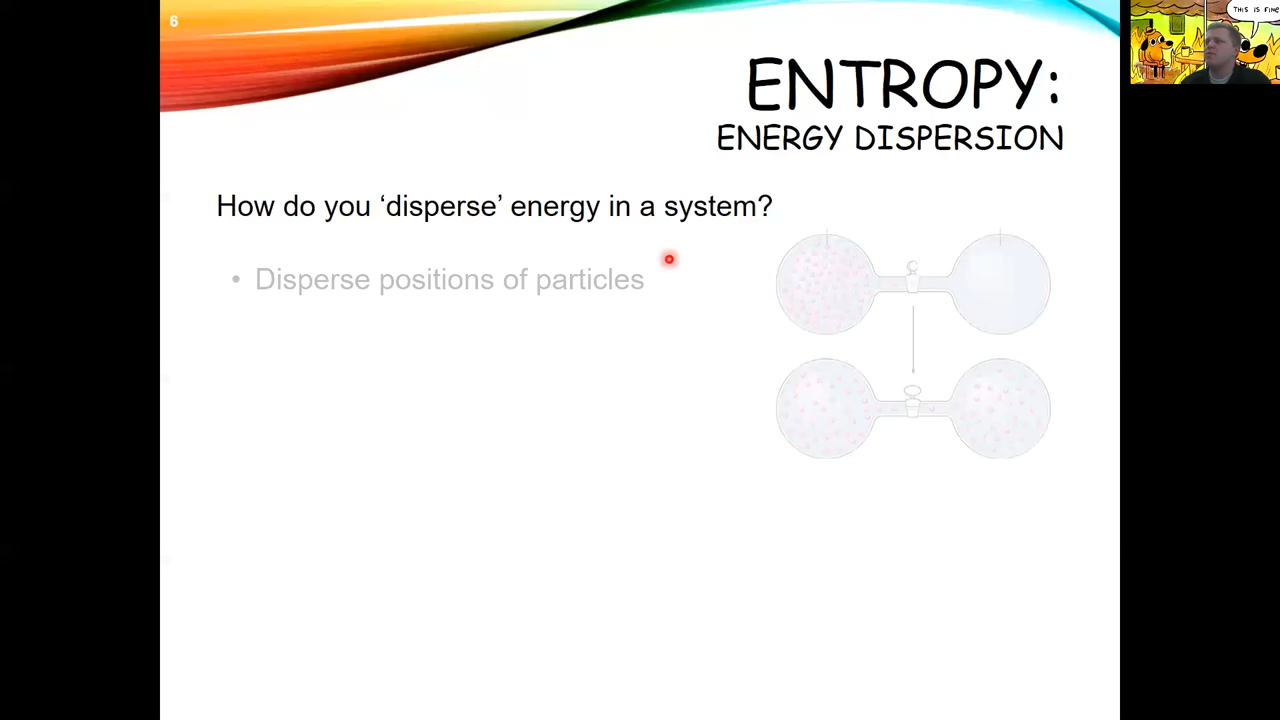 6
THIS IS FINE
ENTROPY:
ENERGY DISPERSION
How do you ‘disperse’ energy in a system?
• Disperse positions of particles